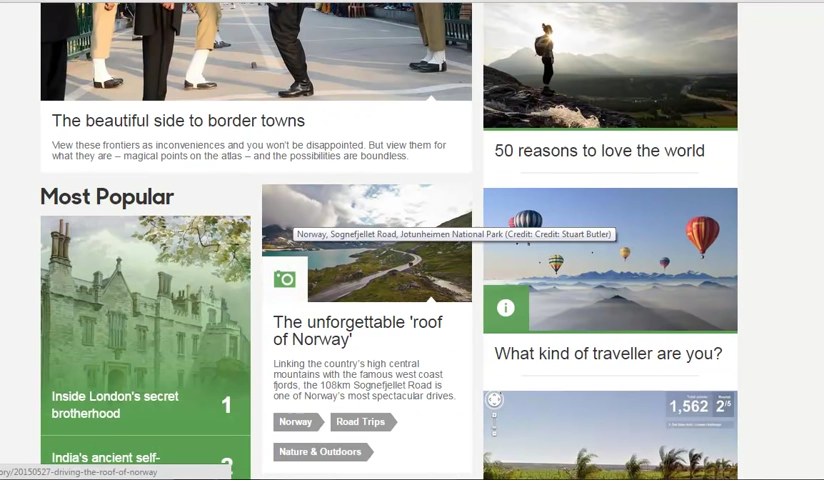 The beautiful side to border towns
View these frontiers as inconveniences and you won't be disappointed. But view them for
what they are – magical points on the atlas – and the possibilities are boundless.
Most Popular
Inside London's secret
brotherhood
1
India's ancient self-
Norway, Sognefjellet Road, Jotunheimen National Park (Credit: Credit: Stuart Butler)
The unforgettable 'roof
of Norway'
Linking the country's high central
mountains with the famous west coast
fjords, the 108km Sognefjellet Road is
one of Norway's most spectacular drives.
Norway
Road Trips
Nature & Outdoors
50 reasons to love the world
What kind of traveller are you?
1,562
2/5
ory/20150527-driving-the-roof-of-norway